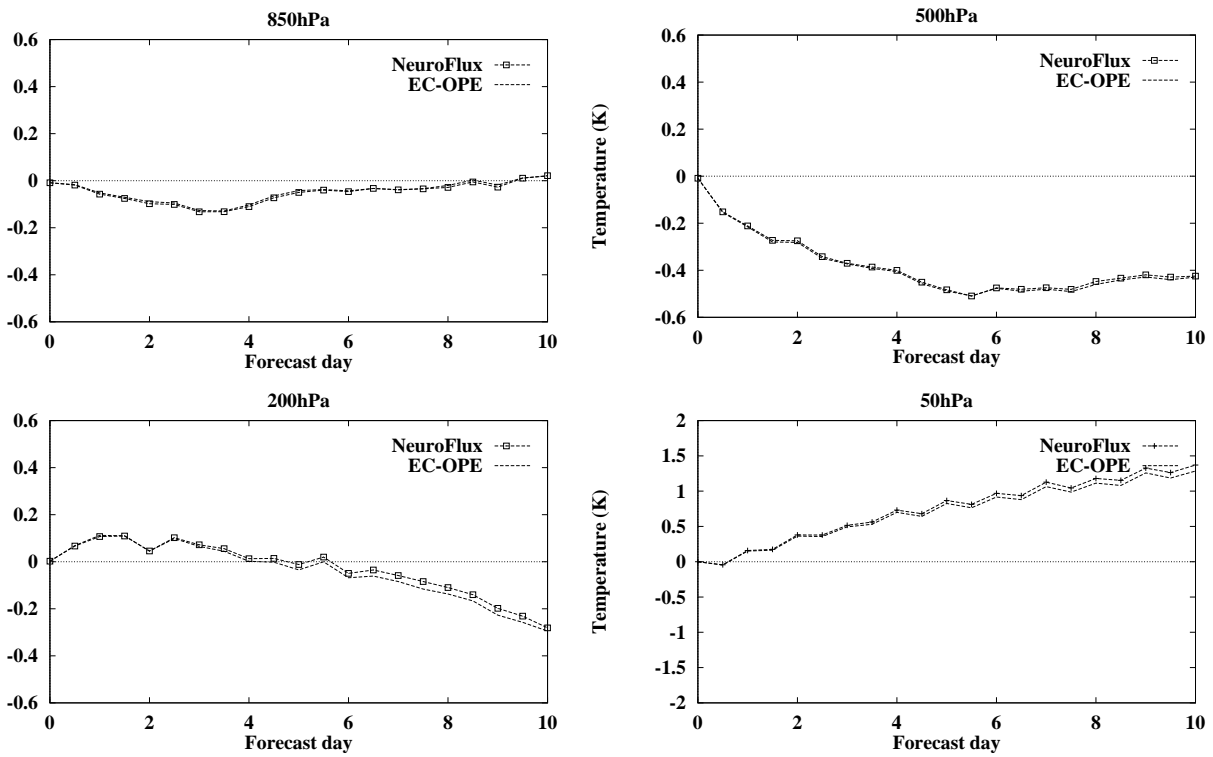 850hPa
0.6
0.4
0.2
0
-0.2
-0.4
-0.6
NeuroFlux
EC-OPE
0 2 4 6 8 10
Forecast day
500hPa
Temperature (K)
0.6
0.4
0.2
0
-0.2
-0.4
-0.6
NeuroFlux
EC-OPE
0 2 4 6 8 10
Forecast day
200hPa
0.6
0.4
0.2
0
-0.2
-0.4
-0.6
NeuroFlux
EC-OPE
0 2 4 6 8 10
Forecast day
50hPa
Temperature (K)
2
1.5
1
0.5
0
-0.5
-1
-1.5
-2
NeuroFlux
EC-OPE
0 2 4 6 8 10
Forecast day